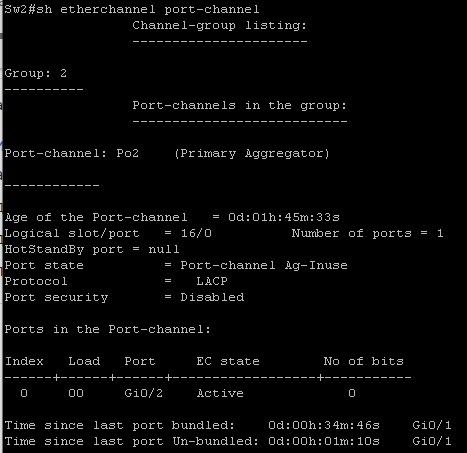 Sw2#sh etherchannel port-channel
Channel-group listing:
----------------------
Group: 2
----------
Port-channels in the group:
---------------------------
Port-channel: Po2    (Primary Aggregator)
------------
Age of the Port-channel   = 0d:01h:45m:33s
Logical slot/port   = 16/0          Number of ports = 1
HotStandBy port = null
Port state          = Port-channel Ag-Inuse
Protocol            =   LACP
Port security       = Disabled
Ports in the Port-channel:
Index   Load   Port     EC state        No of bits
------+------+------+------------------+-----------
0     00     Gi0/2    Active             0
Time since last port bundled:    0d:00h:34m:46s    Gi0/1
Time since last port Un-bundled: 0d:00h:01m:10s    Gi0/1